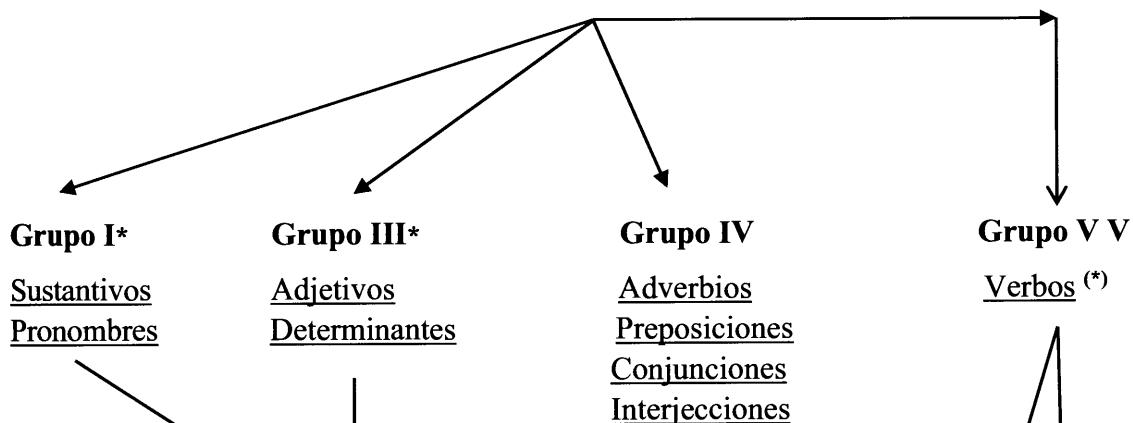 Grupo I* Grupo III* Grupo IV Grupo V V
Sustantivos Adjetivos Adverbios Verbos (*)
Pronombres Determinantes Preposiciones
Conjunciones
Interjecciones